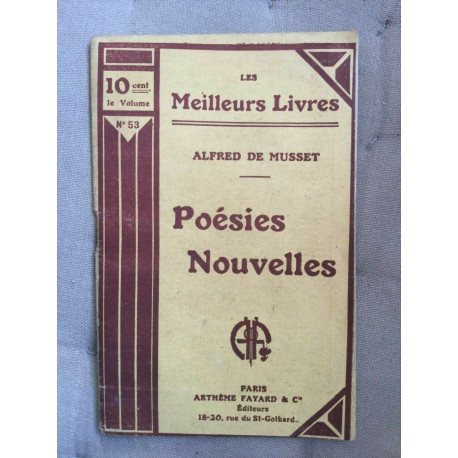 10 cent.
le Volume
N° 53
LES
Meilleurs Livres
ALFRED DE MUSSET
Poésies
Nouvelles
PARIS
ARTHÈME FAYARD & Cie
Éditeurs
18-20, rue du St-Gothard